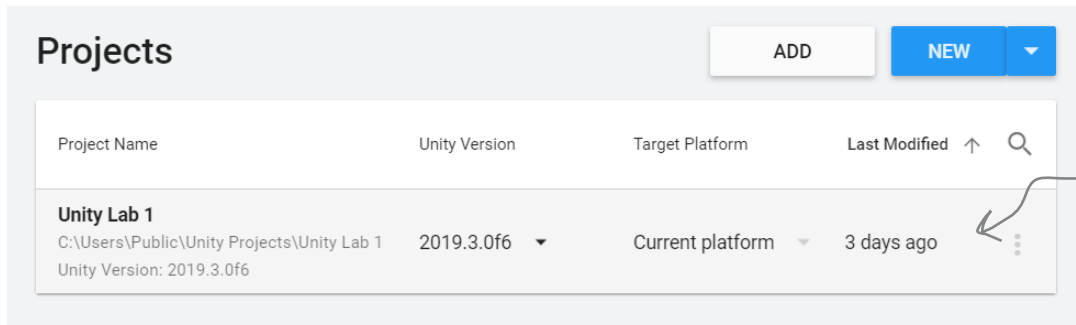 Projects
ADD
NEW
Project Name
Unity Version
Target Platform
Last Modified
Unity Lab 1
C:\Users\Public\Unity Projects\Unity Lab 1
Unity Version: 2019.3.0f6
2019.3.0f6
Current platform
3 days ago